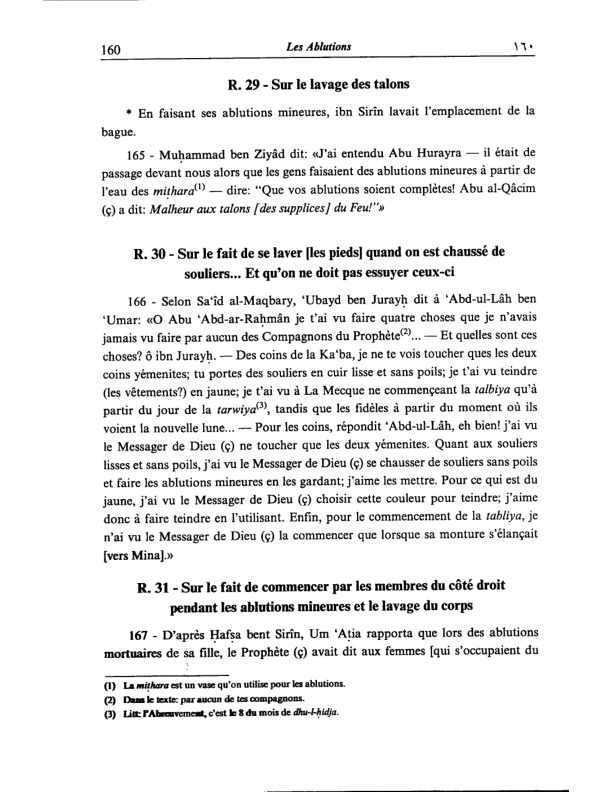 160
Les Ablutions
١٦٠
R. 29 - Sur le lavage des talons
* En faisant ses ablutions mineures, ibn Sirîn lavait l'emplacement de la
bague.
165 - Muḥammad ben Ziyâd dit: «J'ai entendu Abu Hurayra — il était de
passage devant nous alors que les gens faisaient des ablutions mineures à partir de
l'eau des miṭhara(1) — dire: "Que vos ablutions soient complètes! Abu al-Qâcim
(ç) a dit: Malheur aux talons [des supplices] du Feu!"»
R. 30 - Sur le fait de se laver [les pieds] quand on est chaussé de
souliers... Et qu'on ne doit pas essuyer ceux-ci
166 - Selon Sa'îd al-Maqbary, 'Ubayd ben Jurayḥ dit à 'Abd-ul-Lâh ben
'Umar: «O Abu 'Abd-ar-Raḥmân je t'ai vu faire quatre choses que je n'avais
jamais vu faire par aucun des Compagnons du Prophète(2)... — Et quelles sont ces
choses? ô ibn Jurayḥ. — Des coins de la Ka'ba, je ne te vois toucher ques les deux
coins yémenites; tu portes des souliers en cuir lisse et sans poils; je t'ai vu teindre
(les vêtements?) en jaune; je t'ai vu à La Mecque ne commençant la talbiya qu'à
partir du jour de la tarwiya(3), tandis que les fidèles à partir du moment où ils
voient la nouvelle lune... — Pour les coins, répondit 'Abd-ul-Lâh, eh bien! j'ai vu
le Messager de Dieu (ç) ne toucher que les deux yémenites. Quant aux souliers
lisses et sans poils, j'ai vu le Messager de Dieu (ç) se chausser de souliers sans poils
et faire les ablutions mineures en les gardant; j'aime les mettre. Pour ce qui est du
jaune, j'ai vu le Messager de Dieu (ç) choisir cette couleur pour teindre; j'aime
donc à faire teindre en l'utilisant. Enfin, pour le commencement de la tabliya, je
n'ai vu le Messager de Dieu (ç) la commencer que lorsque sa monture s'élançait
[vers Mina].»
R. 31 - Sur le fait de commencer par les membres du côté droit
pendant les ablutions mineures et le lavage du corps
167 - D'après Ḥafṣa bent Sirîn, Um 'Aṭia rapporta que lors des ablutions
mortuaires de sa fille, le Prophète (ç) avait dit aux femmes [qui s'occupaient du
(1) La miṭhara est un vase qu'on utilise pour les ablutions.
(2) Dans le texte: par aucun de tes compagnons.
(3) Litt: l'Abreuvement, c'est le 8 du mois de dhu-l-ḥidja.